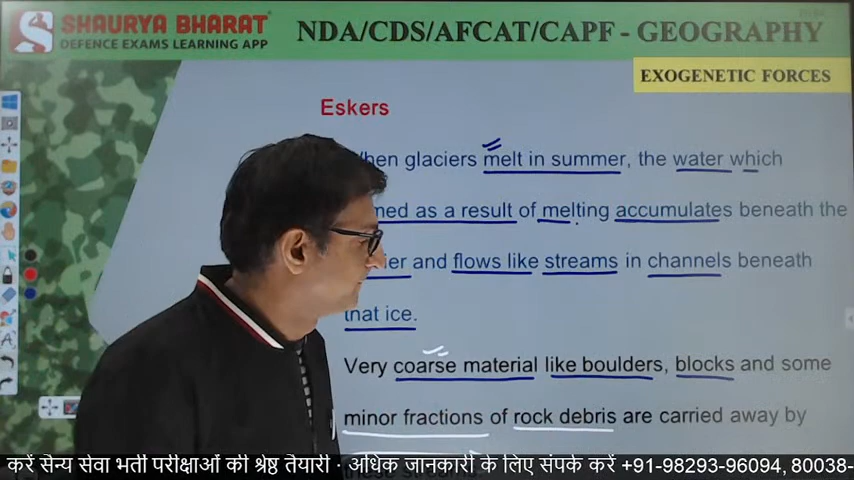 SHAURYA BHARAT
DEFENCE EXAMS LEARNING APP
NDA/CDS/AFCAT/CAPF - GEOGRAPHY
EXOGENETIC FORCES
Eskers
hen glaciers melt in summer, the water which
med as a result of melting accumulates beneath the
and flows like streams in channels beneath
that ice.
Very coarse material like boulders, blocks and some
minor fractions of rock debris are carried away by
करें सैन्य सेवा भर्ती परीक्षाओं की श्रेष्ठ तैयारी · अधिक जानकारी के लिए संपर्क करें +91-98293-96094, 80038-